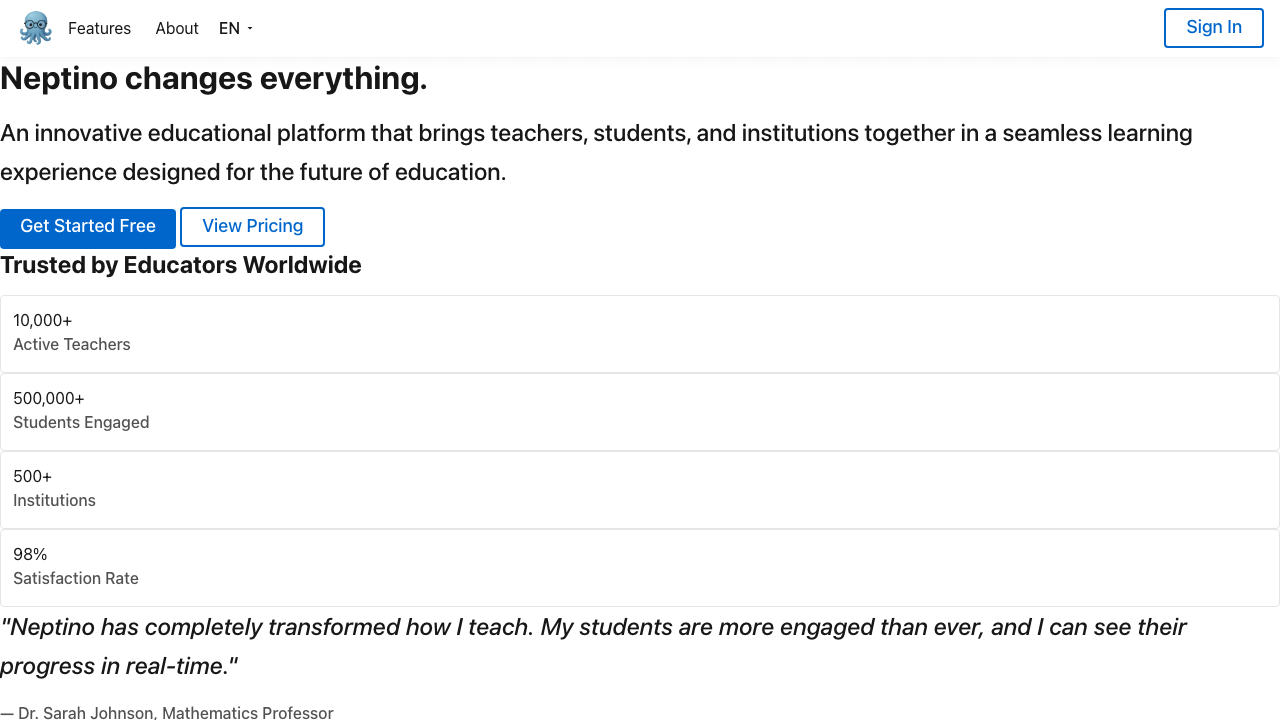 Features
About
EN
Sign In
Neptino changes everything.
An innovative educational platform that brings teachers, students, and institutions together in a seamless learning
experience designed for the future of education.
Get Started Free
View Pricing
Trusted by Educators Worldwide
10,000+
Active Teachers
500,000+
Students Engaged
500+
Institutions
98%
Satisfaction Rate
"Neptino has completely transformed how I teach. My students are more engaged than ever, and I can see their
progress in real-time."
— Dr. Sarah Johnson, Mathematics Professor